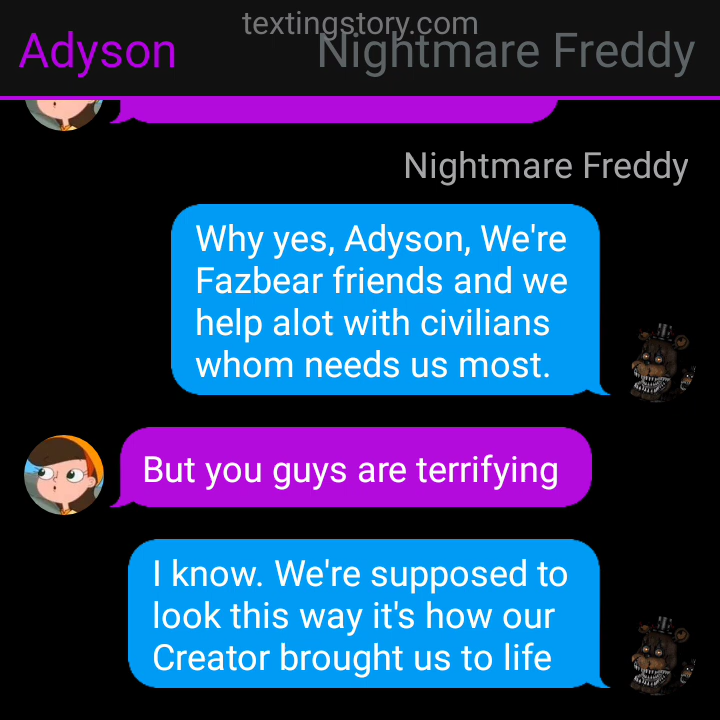 textingstory.com
Adyson
Nightmare Freddy
Nightmare Freddy
Why yes, Adyson, We're
Fazbear friends and we
help alot with civilians
whom needs us most.
But you guys are terrifying
I know. We're supposed to
look this way it's how our
Creator brought us to life